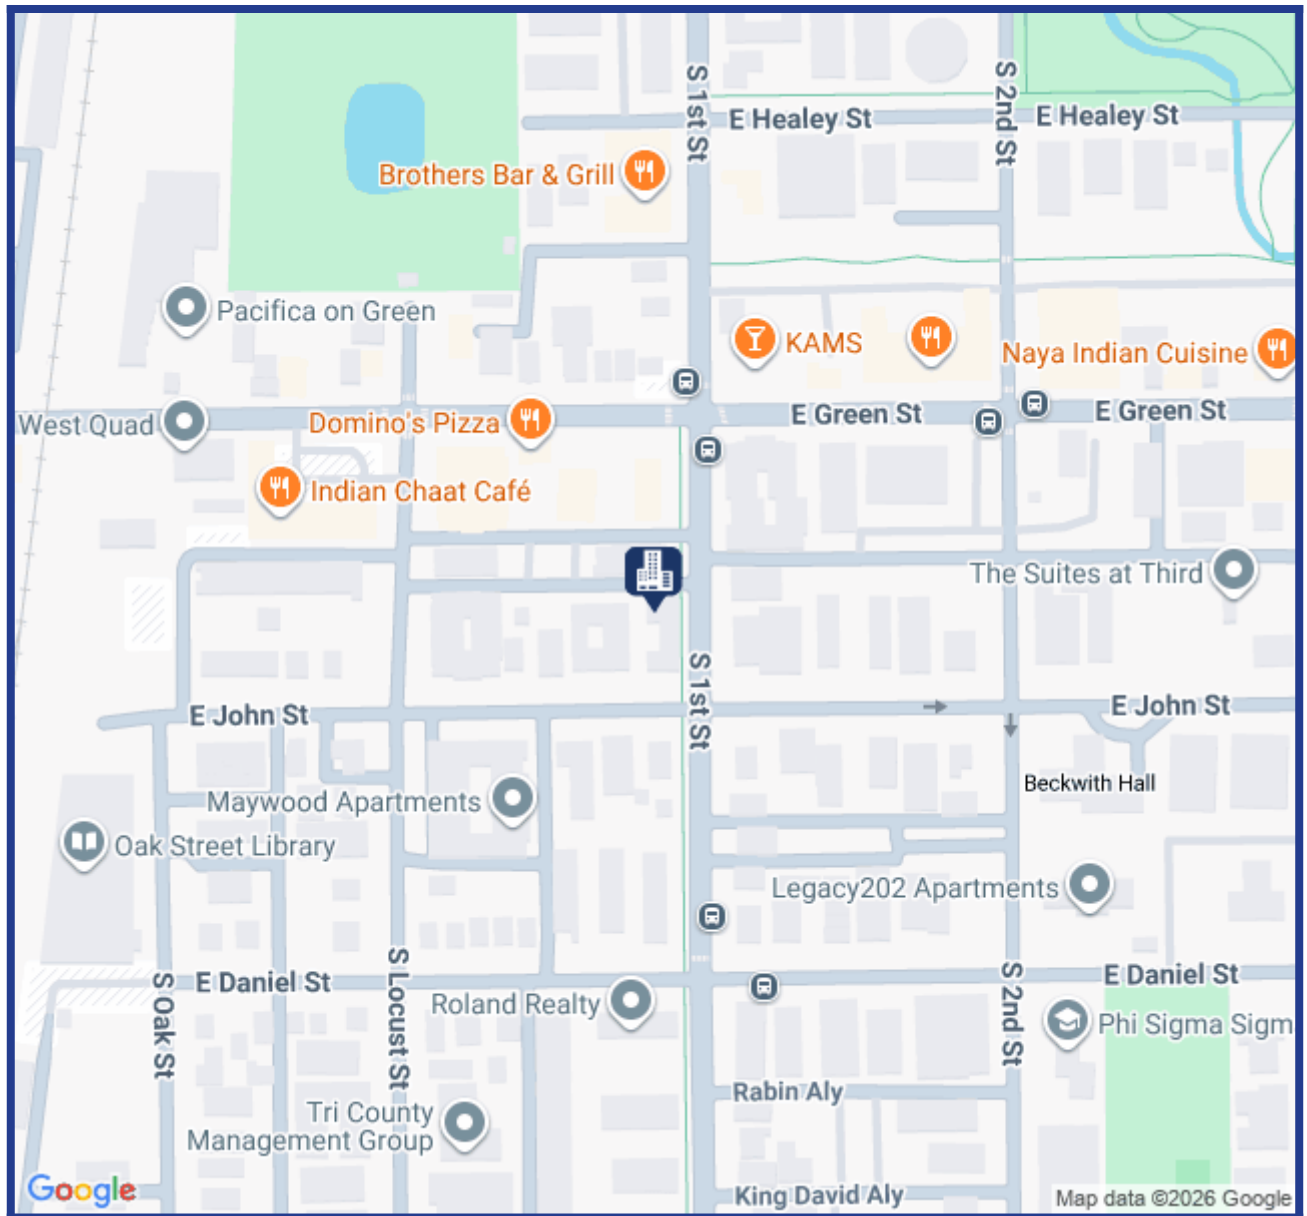 S 1st St
S 2nd St
E Healy St
E Healey St
Brothers Bar & Grill
Pacifica on Green
KAMS
Naya Indian Cuisine
West Quad
Domino's Pizza
E Green St
E Green St
Indian Chaat Café
The Suites at Third
S 1st St
E John St
E John St
Beckwith Hall
Maywood Apartments
Oak Street Library
Legacy202 Apartments
S Oak St
E Daniel St
S Locust St
Roland Realty
S 2nd St
E Daniel St
Phi Sigma Sigm
Rabin Aly
Tri County
Management Group
King David Aly
Google
Map data ©2026 Google